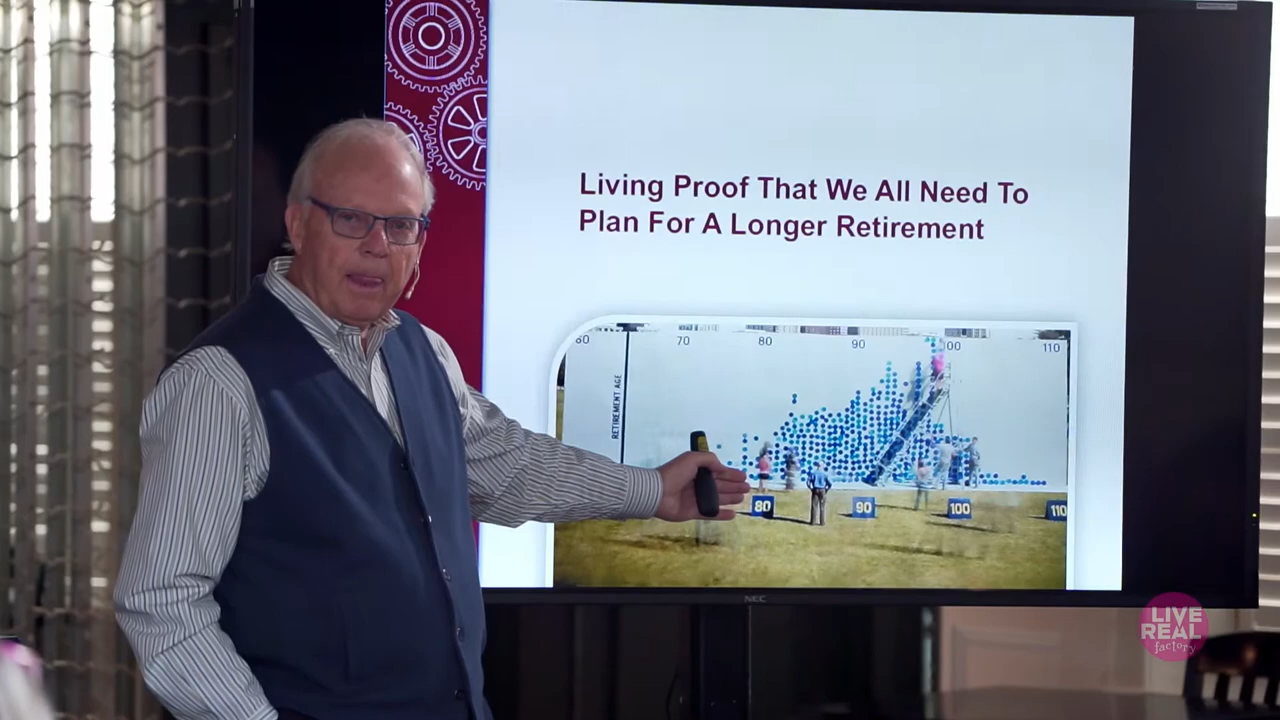 Living Proof That We All Need To
Plan For A Longer Retirement
60 70 80 90 100 110
RETIREMENT AGE
80 90 100 110
NEC
LIVE
REAL
factory